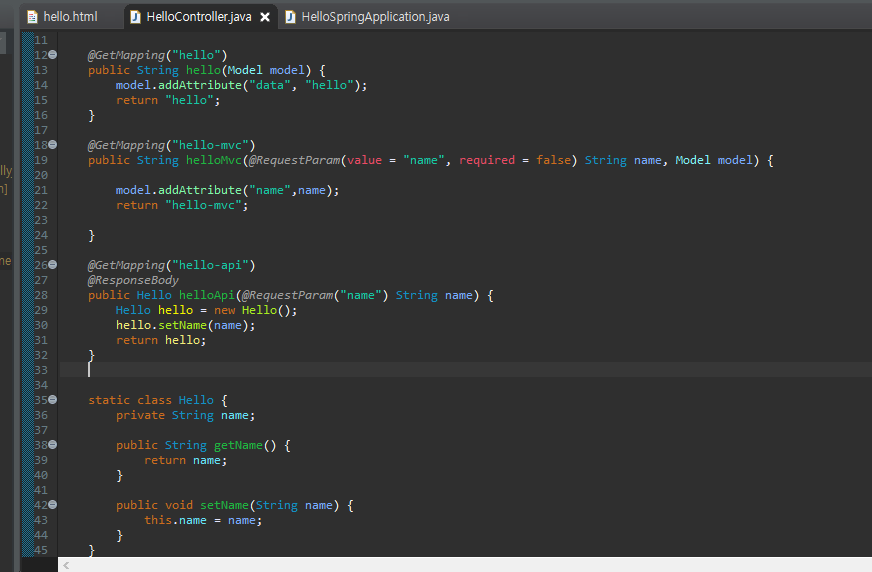 hello.html HelloController.java HelloSpringApplication.java
11
12 @GetMapping("hello")
13 public String hello(Model model) {
14 model.addAttribute("data", "hello");
15 return "hello";
16 }
17
18 @GetMapping("hello-mvc")
19 public String helloMvc(@RequestParam(value = "name", required = false) String name, Model model) {
20
21 model.addAttribute("name",name);
22 return "hello-mvc";
23
24 }
25
26 @GetMapping("hello-api")
27 @ResponseBody
28 public Hello helloApi(@RequestParam("name") String name) {
29 Hello hello = new Hello();
30 hello.setName(name);
31 return hello;
32 }
33
34
35 static class Hello {
36 private String name;
37
38 public String getName() {
39 return name;
40 }
41
42 public void setName(String name) {
43 this.name = name;
44 }
45 }